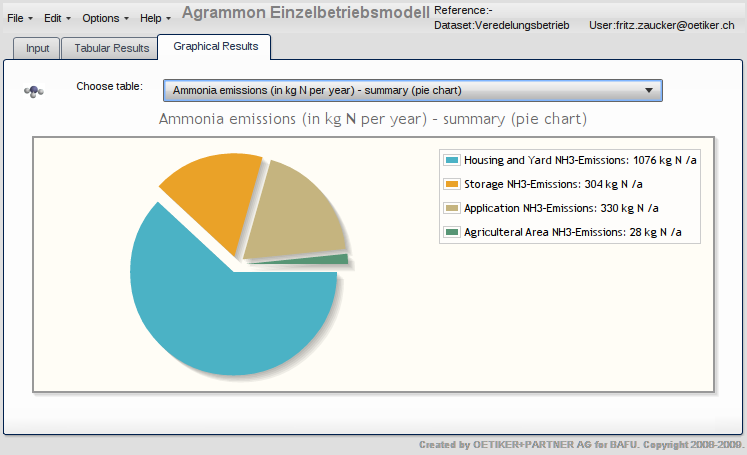 File Edit Options Help Agrammon Einzelbetriebsmodell Reference:-
Dataset:Veredelungsbetrieb User:fritz.zaucker@oetiker.ch
Input Tabular Results Graphical Results
Choose table: Ammonia emissions (in kg N per year) - summary (pie chart)
Ammonia emissions (in kg N per year) - summary (pie chart)
Housing and Yard NH3-Emissions: 1076 kg N /a
Storage NH3-Emissions: 304 kg N /a
Application NH3-Emissions: 330 kg N /a
Agricultural Area NH3-Emissions: 28 kg N /a
Created by OETIKER+PARTNER AG for BAFU. Copyright 2008-2009.